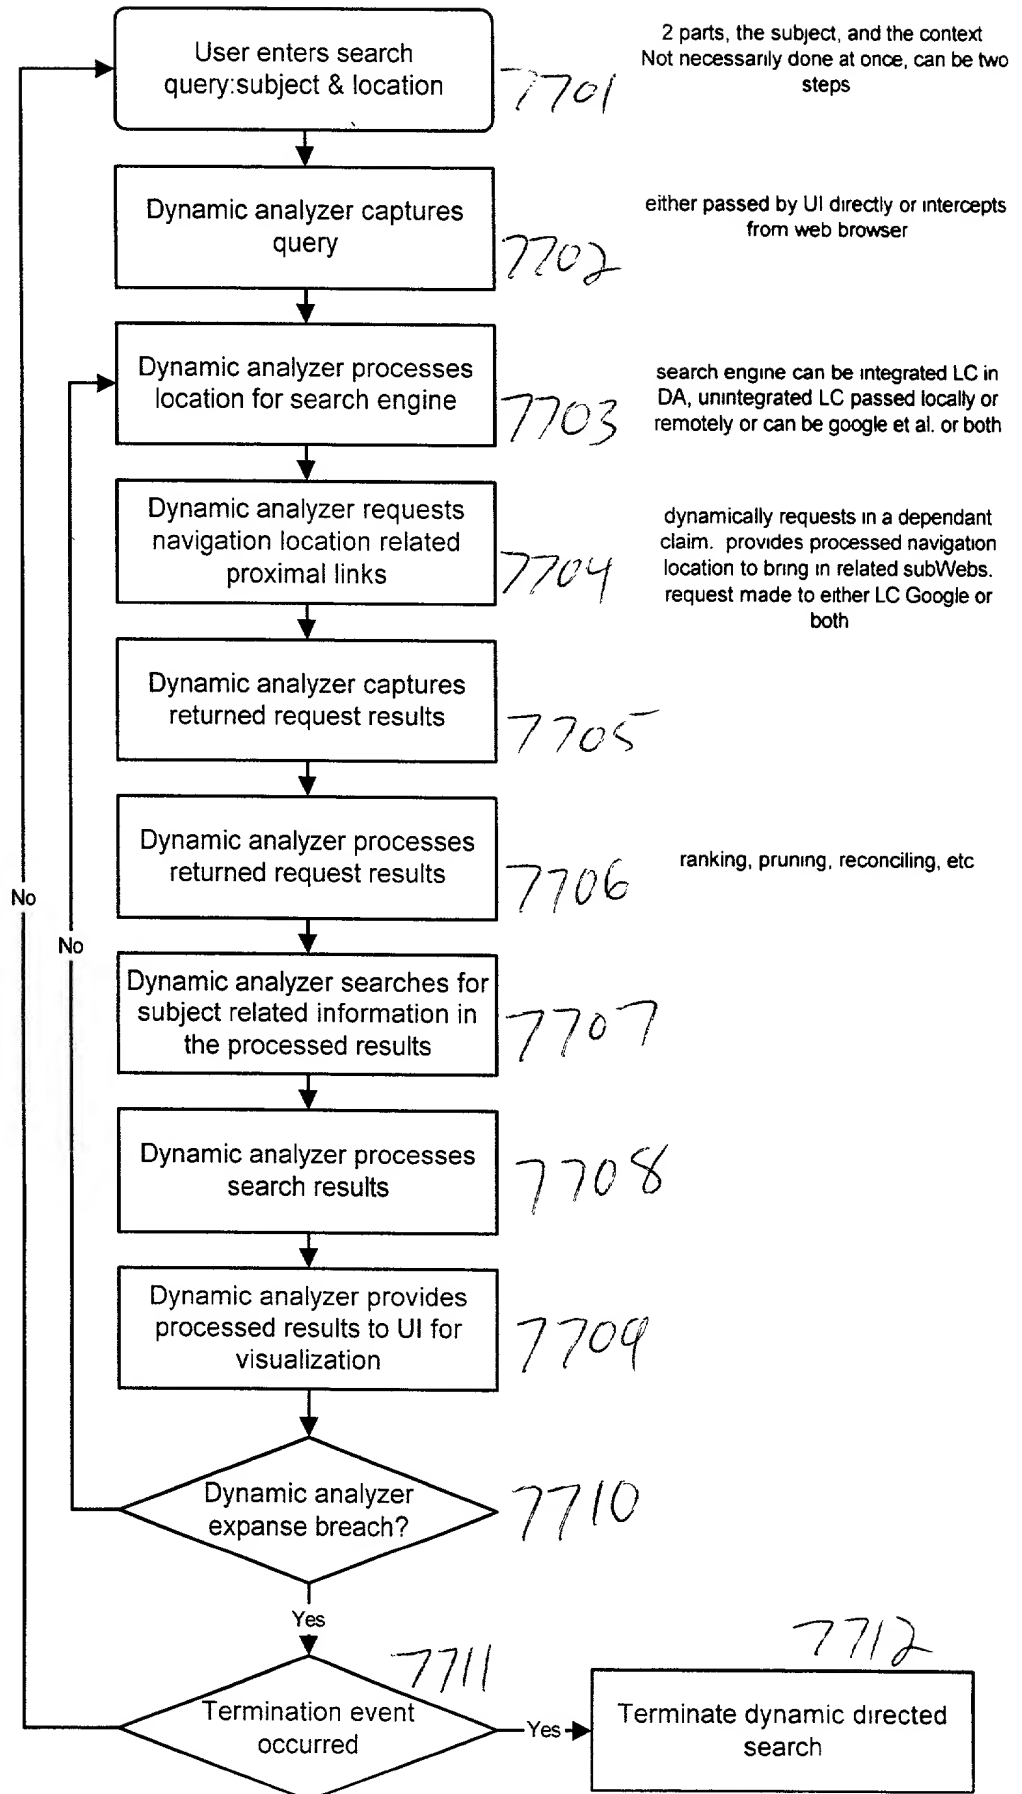 User enters search
query:subject & location
7701
2 parts, the subject, and the context
Not necessarily done at once, can be two
steps
Dynamic analyzer captures
query
7702
either passed by UI directly or intercepts
from web browser
Dynamic analyzer processes
location for search engine
7703
search engine can be integrated LC in
DA, unintegrated LC passed locally or
remotely or can be google et al. or both
Dynamic analyzer requests
navigation location related
proximal links
7704
dynamically requests in a dependant
claim. provides processed navigation
location to bring in related subWebs.
request made to either LC Google or
both
Dynamic analyzer captures
returned request results
7705
Dynamic analyzer processes
returned request results
7706
ranking, pruning, reconciling, etc
No
No
Dynamic analyzer searches for
subject related information in
the processed results
7707
Dynamic analyzer processes
search results
7708
Dynamic analyzer provides
processed results to UI for
visualization
7709
Dynamic analyzer
expanse breach?
7710
Yes
7711
Termination event
occurred
Yes
7712
Terminate dynamic directed
search